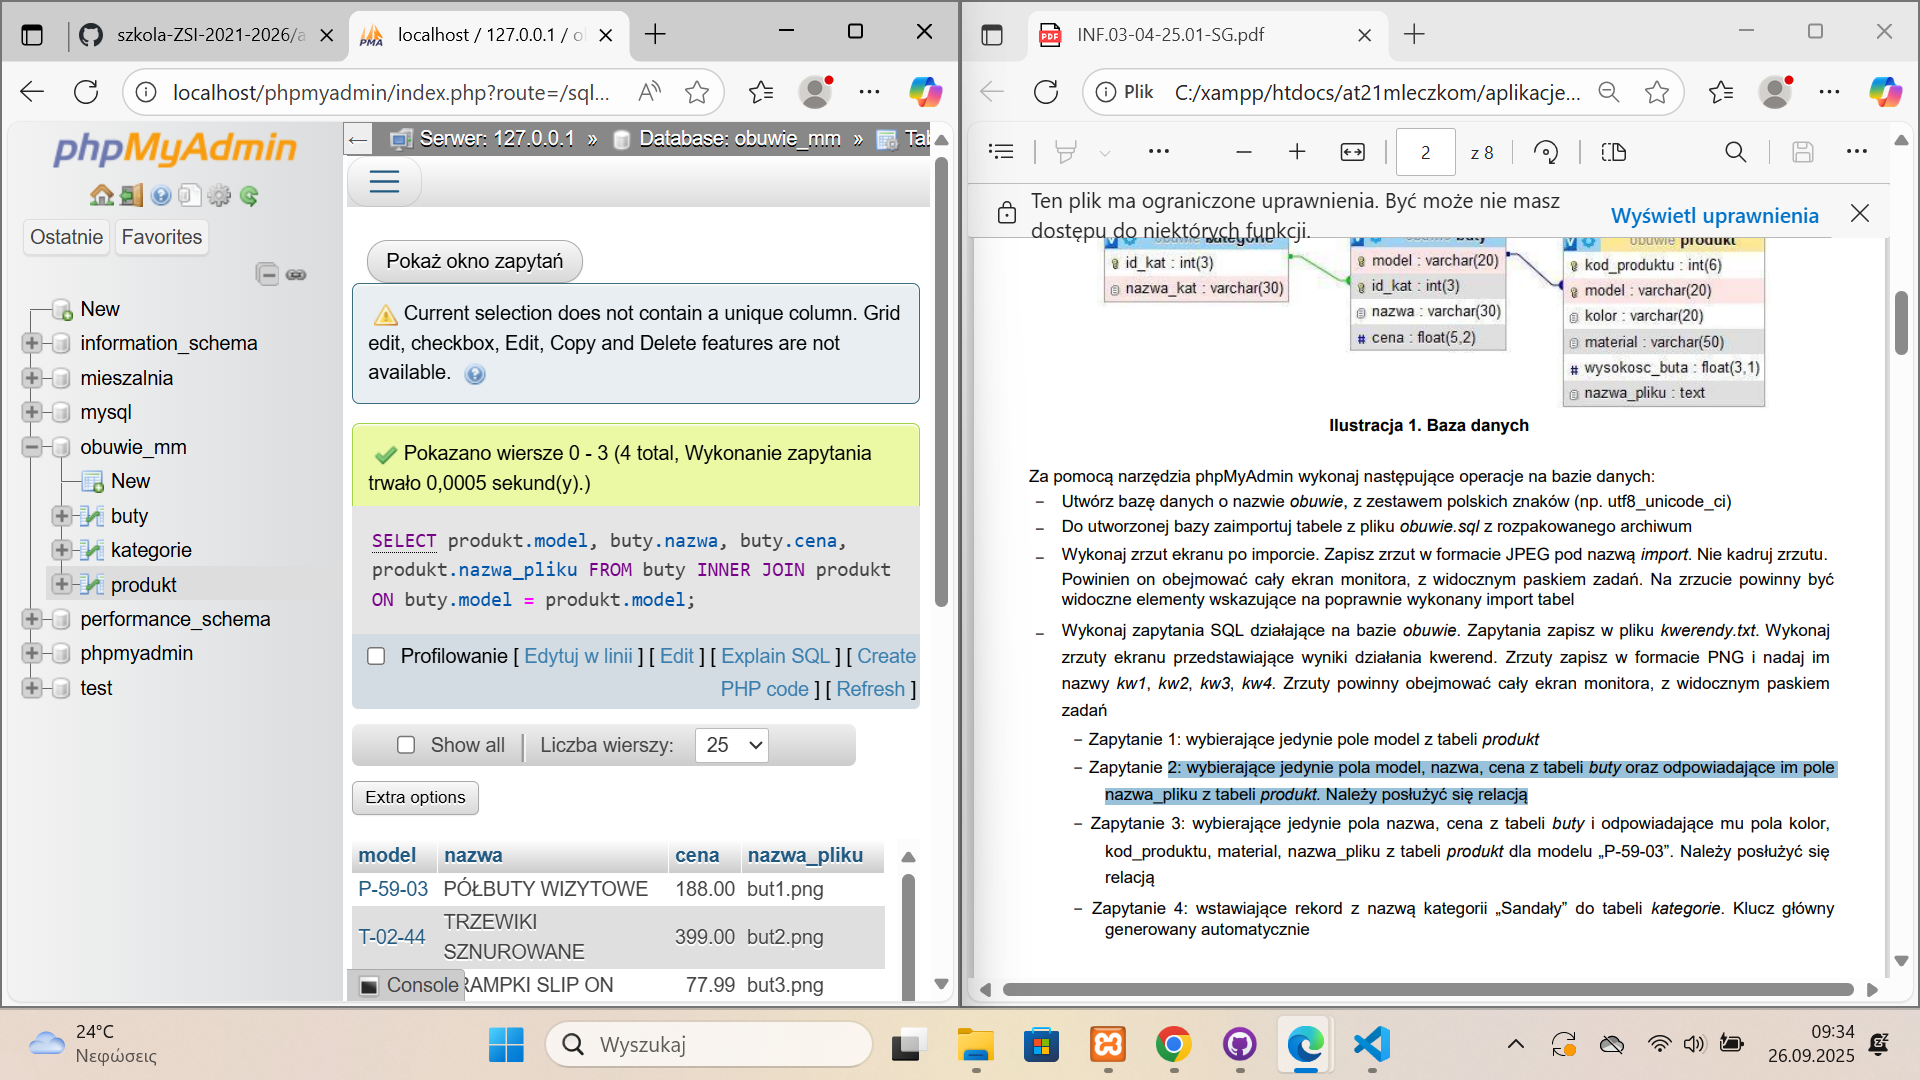 szkola-ZSI-2021-2026/a
localhost / 127.0.0.1 / o
localhost/phpmyadmin/index.php?route=/sql...
phpMyAdmin
Ostatnie
Favorites
New
information_schema
mieszalnia
mysql
obuwie_mm
New
buty
kategorie
produkt
performance_schema
phpmyadmin
test
Serwer: 127.0.0.1 » Database: obuwie_mm » Tab
Pokaż okno zapytań
Current selection does not contain a unique column. Grid
edit, checkbox, Edit, Copy and Delete features are not
available.
Pokazano wiersze 0 - 3 (4 total, Wykonanie zapytania
trwało 0,0005 sekund(y).)
SELECT produkt.model, buty.nazwa, buty.cena,
produkt.nazwa_pliku FROM buty INNER JOIN produkt
ON buty.model = produkt.model;
Profilowanie [ Edytuj w linii ] [ Edit ] [ Explain SQL ] [ Create
PHP code ] [ Refresh ]
Show all
Liczba wierszy:
25
Extra options
model nazwa cena nazwa_pliku
P-59-03 PÓŁBUTY WIZYTOWE 188.00 but1.png
TRZEWIKI
T-02-44 399.00 but2.png
SZNUROWANE
Console
RAMPKI SLIP ON 77.99 but3.png
INF.03-04-25.01-SG.pdf
Plik
C:/xampp/htdocs/at21mleczkom/aplikacje...
2
z 8
Ten plik ma ograniczone uprawnienia. Być może nie masz
dostępu do niektórych funkcji.
Wyświetl uprawnienia
obuwie kategorie
id_kat : int(3)
nazwa_kat : varchar(30)
obuwie buty
model : varchar(20)
id_kat : int(3)
nazwa : varchar(30)
cena : float(5,2)
obuwie produkt
kod_produktu : int(6)
model : varchar(20)
kolor : varchar(20)
material : varchar(50)
wysokosc_buta : float(3,1)
nazwa_pliku : text
Ilustracja 1. Baza danych
Za pomocą narzędzia phpMyAdmin wykonaj następujące operacje na bazie danych:
– Utwórz bazę danych o nazwie obuwie, z zestawem polskich znaków (np. utf8_unicode_ci)
– Do utworzonej bazy zaimportuj tabele z pliku obuwie.sql z rozpakowanego archiwum
– Wykonaj zrzut ekranu po imporcie. Zapisz zrzut w formacie JPEG pod nazwą import. Nie kadruj zrzutu.
Powinien on obejmować cały ekran monitora, z widocznym paskiem zadań. Na zrzucie powinny być
widoczne elementy wskazujące na poprawnie wykonany import tabel
– Wykonaj zapytania SQL działające na bazie obuwie. Zapytania zapisz w pliku kwerendy.txt. Wykonaj
zrzuty ekranu przedstawiające wyniki działania kwerend. Zrzuty zapisz w formacie PNG i nadaj im
nazwy kw1, kw2, kw3, kw4. Zrzuty powinny obejmować cały ekran monitora, z widocznym paskiem
zadań
– Zapytanie 1: wybierające jedynie pole model z tabeli produkt
– Zapytanie 2: wybierające jedynie pola model, nazwa, cena z tabeli buty oraz odpowiadające im pole
nazwa_pliku z tabeli produkt. Należy posłużyć się relacją
– Zapytanie 3: wybierające jedynie pola nazwa, cena z tabeli buty i odpowiadające mu pola kolor,
kod_produktu, material, nazwa_pliku z tabeli produkt dla modelu „P-59-03”. Należy posłużyć się
relacją
– Zapytanie 4: wstawiające rekord z nazwą kategorii „Sandały” do tabeli kategorie. Klucz główny
generowany automatycznie
24°C
Νεφώσεις
Wyszukaj
09:34
26.09.2025